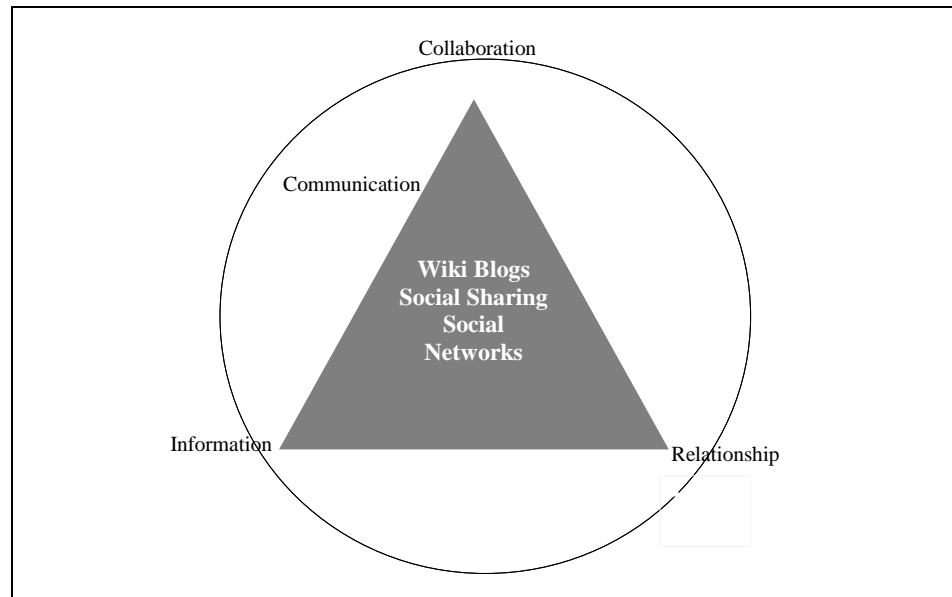 Collaboration
Communication
Wiki Blogs
Social Sharing
Social
Networks
Information
Relationship